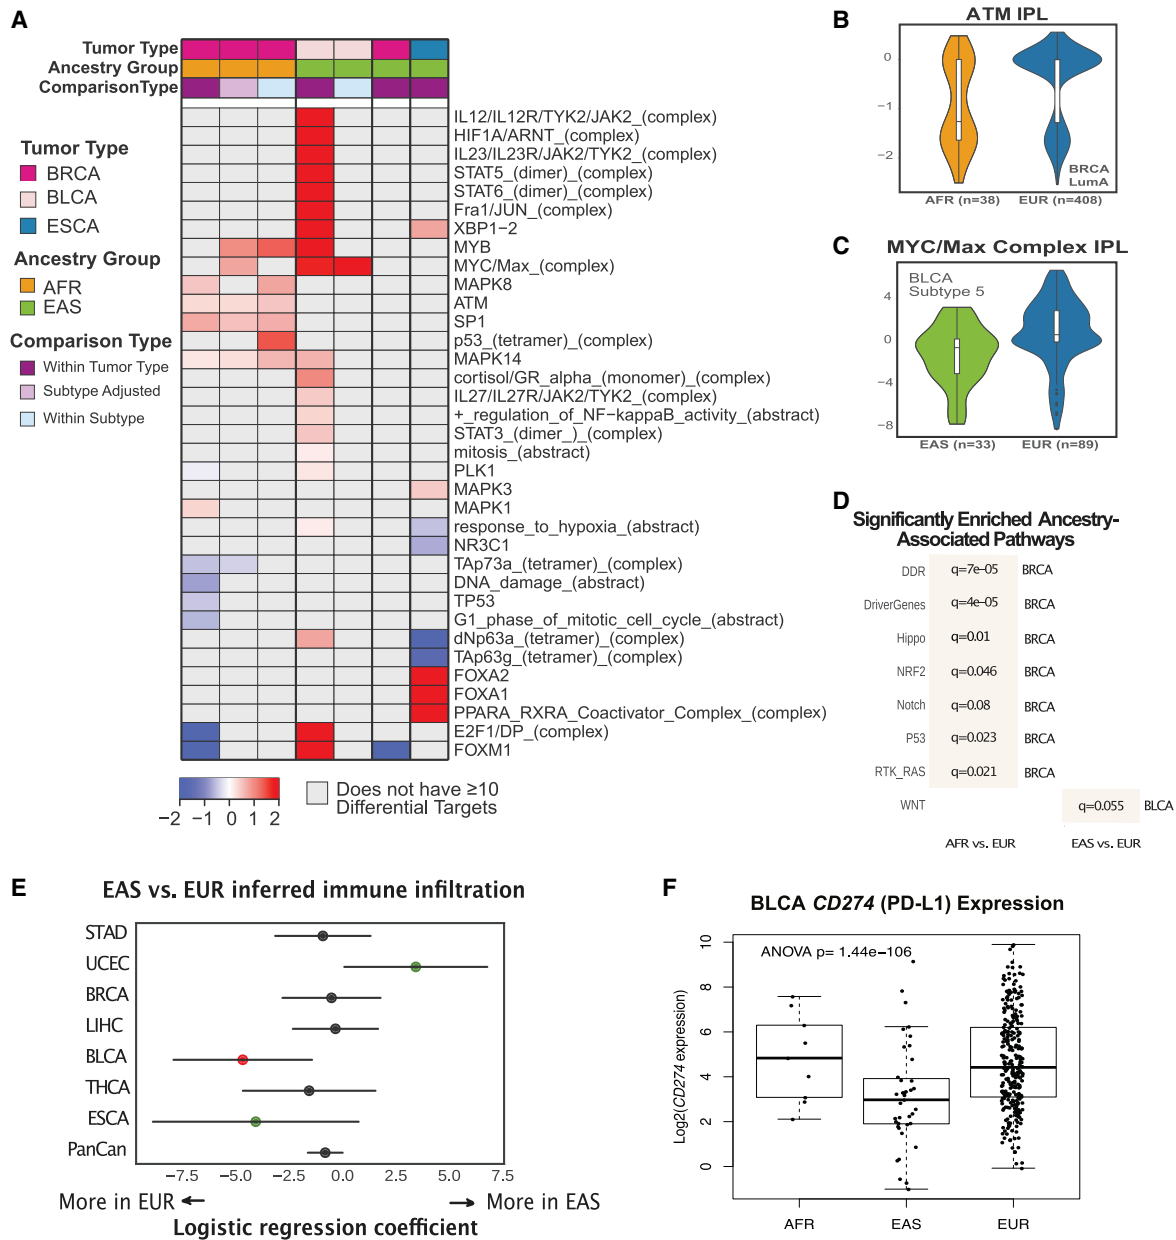 A
Tumor Type
Ancestry Group
ComparisonType
Tumor Type
BRCA
BLCA
ESCA
Ancestry Group
AFR
EAS
Comparison Type
Within Tumor Type
Subtype Adjusted
Within Subtype
IL12/IL12R/TYK2/JAK2_(complex)
HIF1A/ARNT_(complex)
IL23/IL23R/JAK2/TYK2_(complex)
STAT5_(dimer)_(complex)
STAT6_(dimer)_(complex)
Fra1/JUN_(complex)
XBP1-2
MYB
MYC/Max_(complex)
MAPK8
ATM
SP1
p53_(tetramer)_(complex)
MAPK14
cortisol/GR_alpha_(monomer)_(complex)
IL27/IL27R/JAK2/TYK2_(complex)
+_regulation_of_NF-kappaB_activity_(abstract)
STAT3_(dimer_)_(complex)
mitosis_(abstract)
PLK1
MAPK3
MAPK1
response_to_hypoxia_(abstract)
NR3C1
TAp73a_(tetramer)_(complex)
DNA_damage_(abstract)
TP53
G1_phase_of_mitotic_cell_cycle_(abstract)
dNp63a_(tetramer)_(complex)
TAp63g_(tetramer)_(complex)
FOXA2
FOXA1
PPARA_RXRA_Coactivator_Complex_(complex)
E2F1/DP_(complex)
FOXM1
−2 −1 0 1 2
Does not have ≥10
Differential Targets
B
ATM IPL
0
−1
−2
BRCA
LumA
AFR (n=38) EUR (n=408)
C
MYC/Max Complex IPL
BLCA
Subtype 5
4
0
−4
−8
EAS (n=33) EUR (n=89)
D
Significantly Enriched Ancestry-
Associated Pathways
DDR q=7e-05 BRCA
DriverGenes q=4e-05 BRCA
Hippo q=0.01 BRCA
NRF2 q=0.046 BRCA
Notch q=0.08 BRCA
P53 q=0.023 BRCA
RTK_RAS q=0.021 BRCA
WNT q=0.055 BLCA
AFR vs. EUR EAS vs. EUR
E
EAS vs. EUR inferred immune infiltration
STAD
UCEC
BRCA
LIHC
BLCA
THCA
ESCA
PanCan
−7.5 −5.0 −2.5 0.0 2.5 5.0 7.5
More in EUR ← → More in EAS
Logistic regression coefficient
F
BLCA CD274 (PD-L1) Expression
ANOVA p= 1.44e−106
Log2(CD274 expression)
10
8
6
4
2
0
AFR EAS EUR